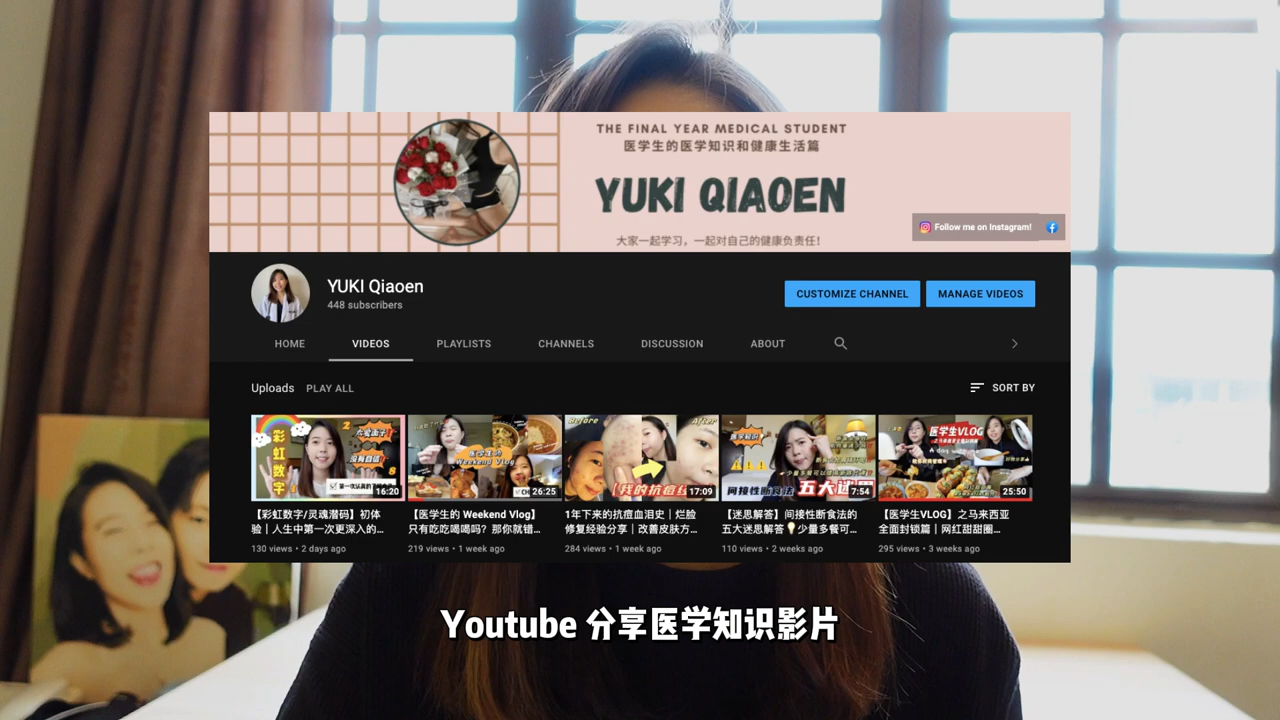 THE FINAL YEAR MEDICAL STUDENT
医学生的医学知识和健康生活篇
YUKI QIAOEN
大家一起学习，一起对自己的健康负责任！
Follow me on Instagram!
YUKI Qiaoen
448 subscribers
CUSTOMIZE CHANNEL
MANAGE VIDEOS
HOME
VIDEOS
PLAYLISTS
CHANNELS
DISCUSSION
ABOUT
Uploads
PLAY ALL
SORT BY
彩虹数字
16:20
医学生的
Weekend Vlog
26:25
Before
After
17:09
五大迷
7:54
医学生VLOG
25:50
【彩虹数字/灵魂潜码】初体
验｜人生中第一次更深入的...
130 views • 2 days ago
【医学生的 Weekend Vlog】
只有吃吃喝喝吗？那你就错...
219 views • 1 week ago
1年下来的抗痘血泪史｜烂脸
修复经验分享｜改善皮肤方...
284 views • 1 week ago
【迷思解答】间接性断食法的
五大迷思解答💡少量多餐可...
110 views • 2 weeks ago
【医学生VLOG】之马来西亚
全面封锁篇｜网红甜甜圈...
295 views • 3 weeks ago
Youtube 分享医学知识影片